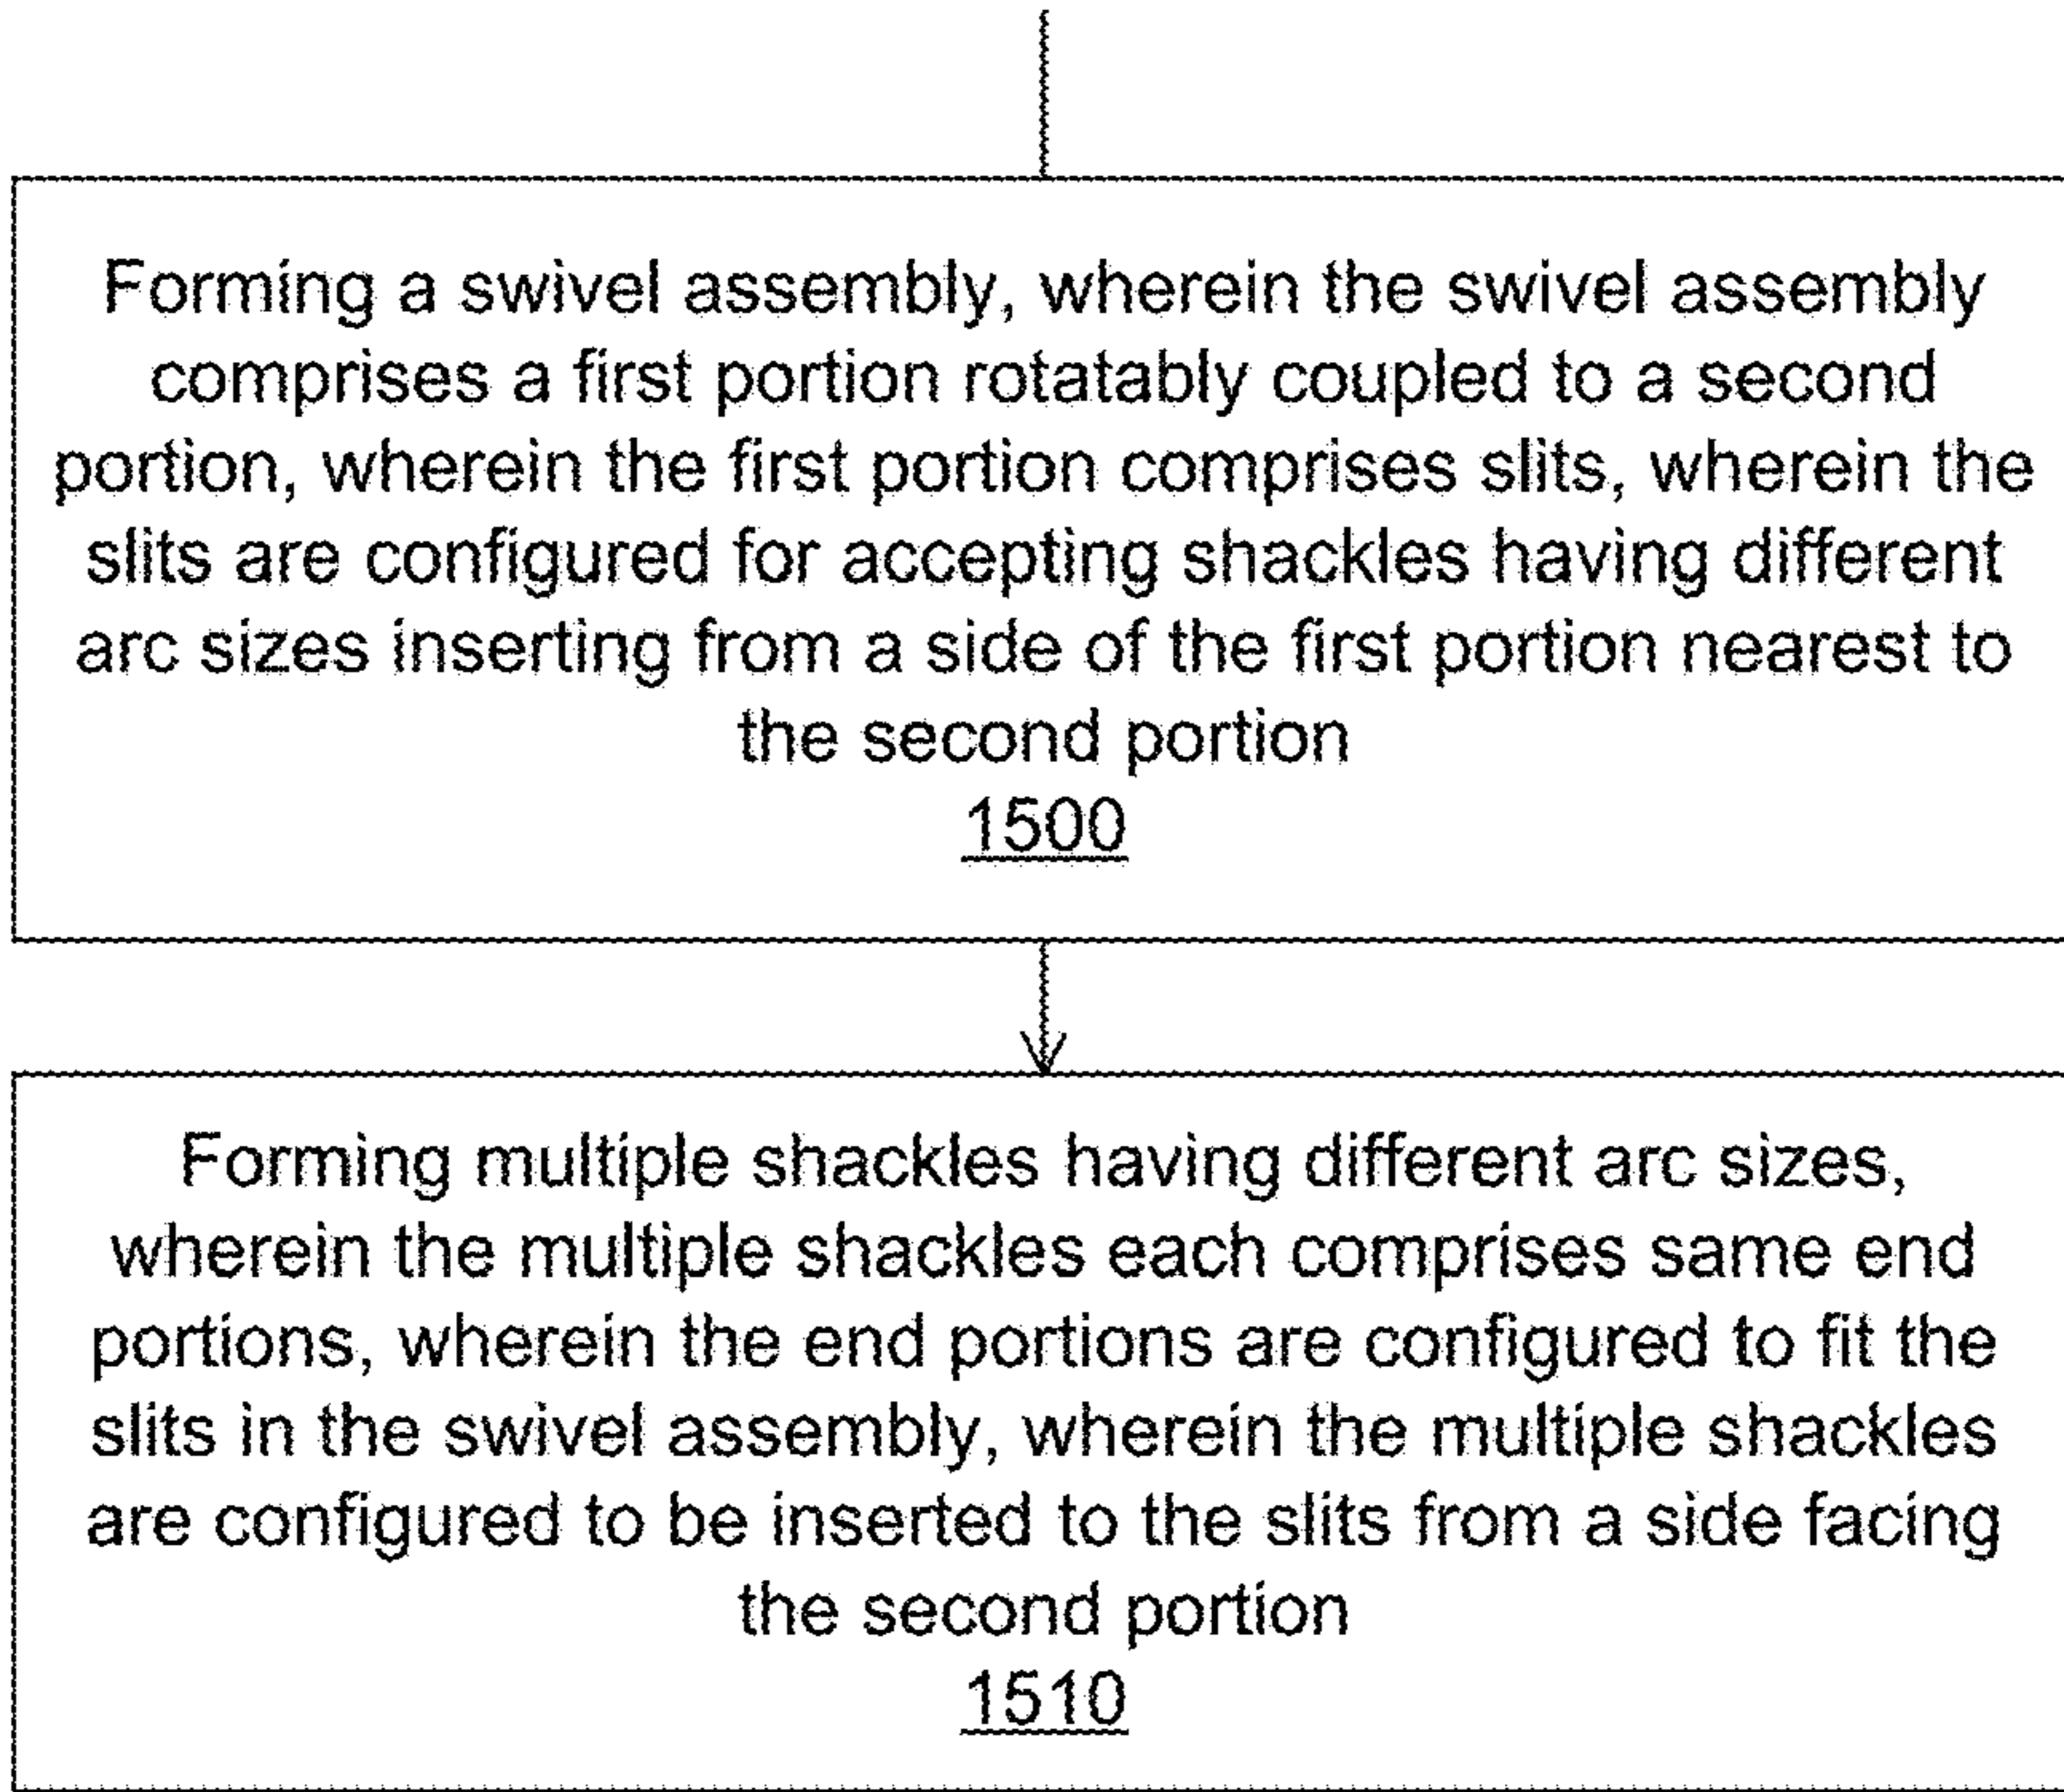 Forming a swivel assembly, wherein the swivel assembly
comprises a first portion rotatably coupled to a second
portion, wherein the first portion comprises slits, wherein the
slits are configured for accepting shackles having different
arc sizes inserting from a side of the first portion nearest to
the second portion
1500
Forming multiple shackles having different arc sizes,
wherein the multiple shackles each comprises same end
portions, wherein the end portions are configured to fit the
slits in the swivel assembly, wherein the multiple shackles
are configured to be inserted to the slits from a side facing
the second portion
1510